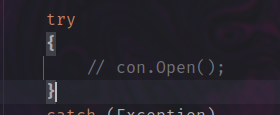 try
{
// con.Open();
}
catch (Exception)